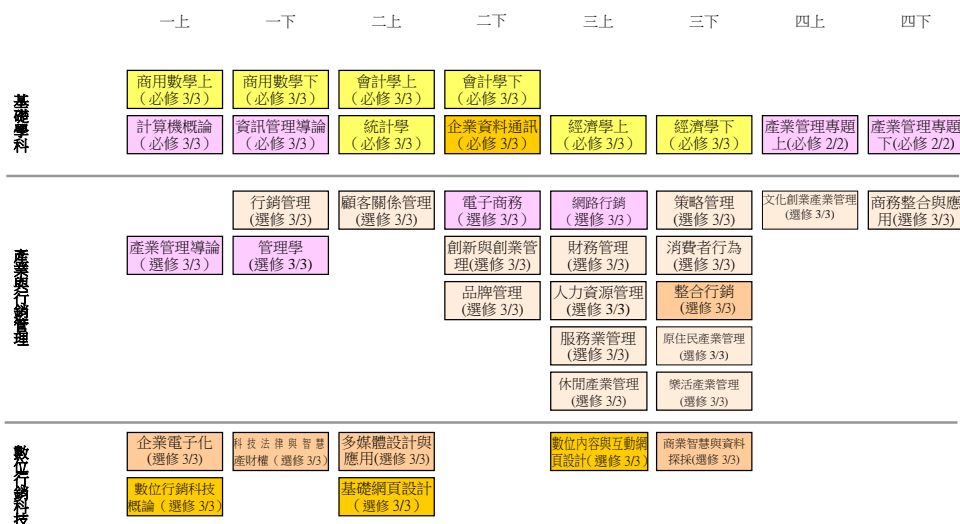 一上 一下 二上 二下 三上 三下 四上 四下
基礎學科
商用數學上 商用數學下 會計學上 會計學下
（必修 3/3） （必修 3/3） （必修 3/3） （必修 3/3）
計算機概論 資訊管理導論 統計學 企業資料通訊 經濟學上 經濟學下 產業管理專題 產業管理專題
（必修 3/3） （必修 3/3） （必修 3/3） （必修 3/3） （必修 3/3） （必修 3/3） 上(必修 2/2) 下(必修 2/2)
產業與行銷管理
行銷管理 顧客關係管理 電子商務 網路行銷 策略管理 文化創業產業管理 商務整合與應
(選修 3/3) (選修 3/3) （選修 3/3） （選修 3/3） (選修 3/3) (選修 3/3) 用(選修 3/3)
產業管理導論 管理學 創新與創業管 財務管理 消費者行為
（選修 3/3） (選修 3/3) 理(選修 3/3) (選修 3/3) (選修 3/3)
品牌管理 人力資源管理 整合行銷
(選修 3/3) (選修 3/3) (選修 3/3)
服務業管理 原住民產業管理
(選修 3/3) (選修 3/3)
休閒產業管理 樂活產業管理
(選修 3/3) (選修 3/3)
數位行銷科技
企業電子化 科技法律與智慧 多媒體設計與 數位內容與互動網 商業智慧與資料
(選修 3/3) 產財權（選修 3/3） 應用(選修 3/3) 頁設計（選修 3/3） 探採(選修 3/3)
數位行銷科技 基礎網頁設計
概論（選修 3/3） （選修 3/3）